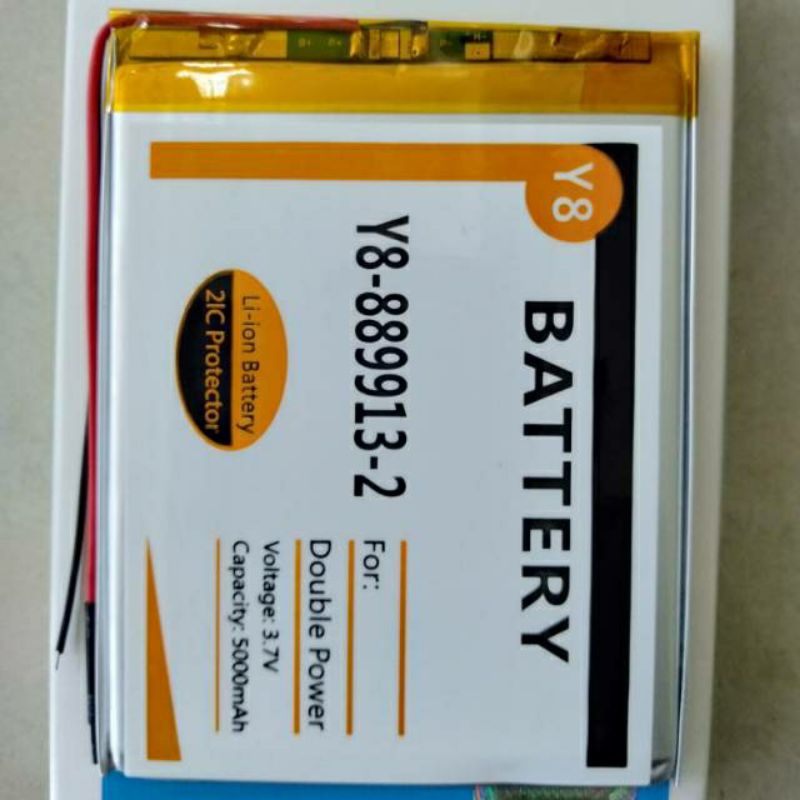 Y8
BATTERY
Y8-889913-2
Li-ion Battery
2IC Protector
For:
Double Power
Voltage: 3.7V
Capacity: 5000mAh